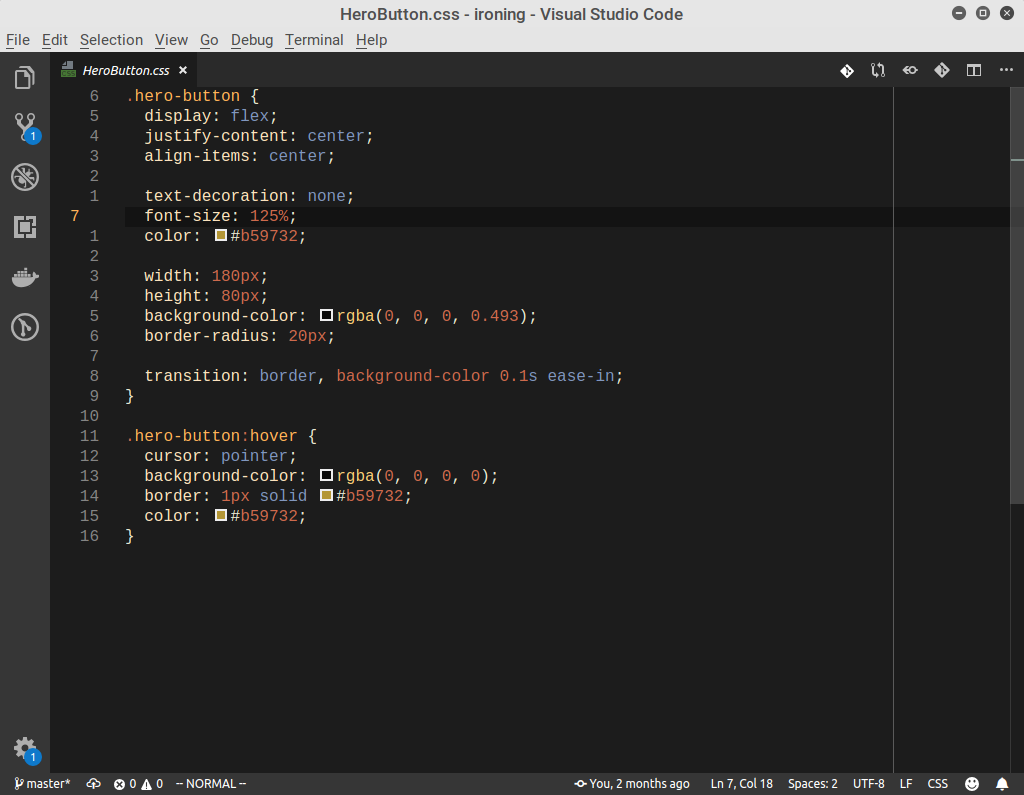 HeroButton.css - ironing - Visual Studio Code
File Edit Selection View Go Debug Terminal Help
CSS HeroButton.css ×
6 .hero-button {
5 display: flex;
4 justify-content: center;
3 align-items: center;
2
1 text-decoration: none;
7 font-size: 125%;
1 color: #b59732;
2
3 width: 180px;
4 height: 80px;
5 background-color: rgba(0, 0, 0, 0.493);
6 border-radius: 20px;
7
8 transition: border, background-color 0.1s ease-in;
9 }
10
11 .hero-button:hover {
12 cursor: pointer;
13 background-color: rgba(0, 0, 0, 0);
14 border: 1px solid #b59732;
15 color: #b59732;
16 }
1
1
master* 0 0 -- NORMAL -- You, 2 months ago Ln 7, Col 18 Spaces: 2 UTF-8 LF CSS